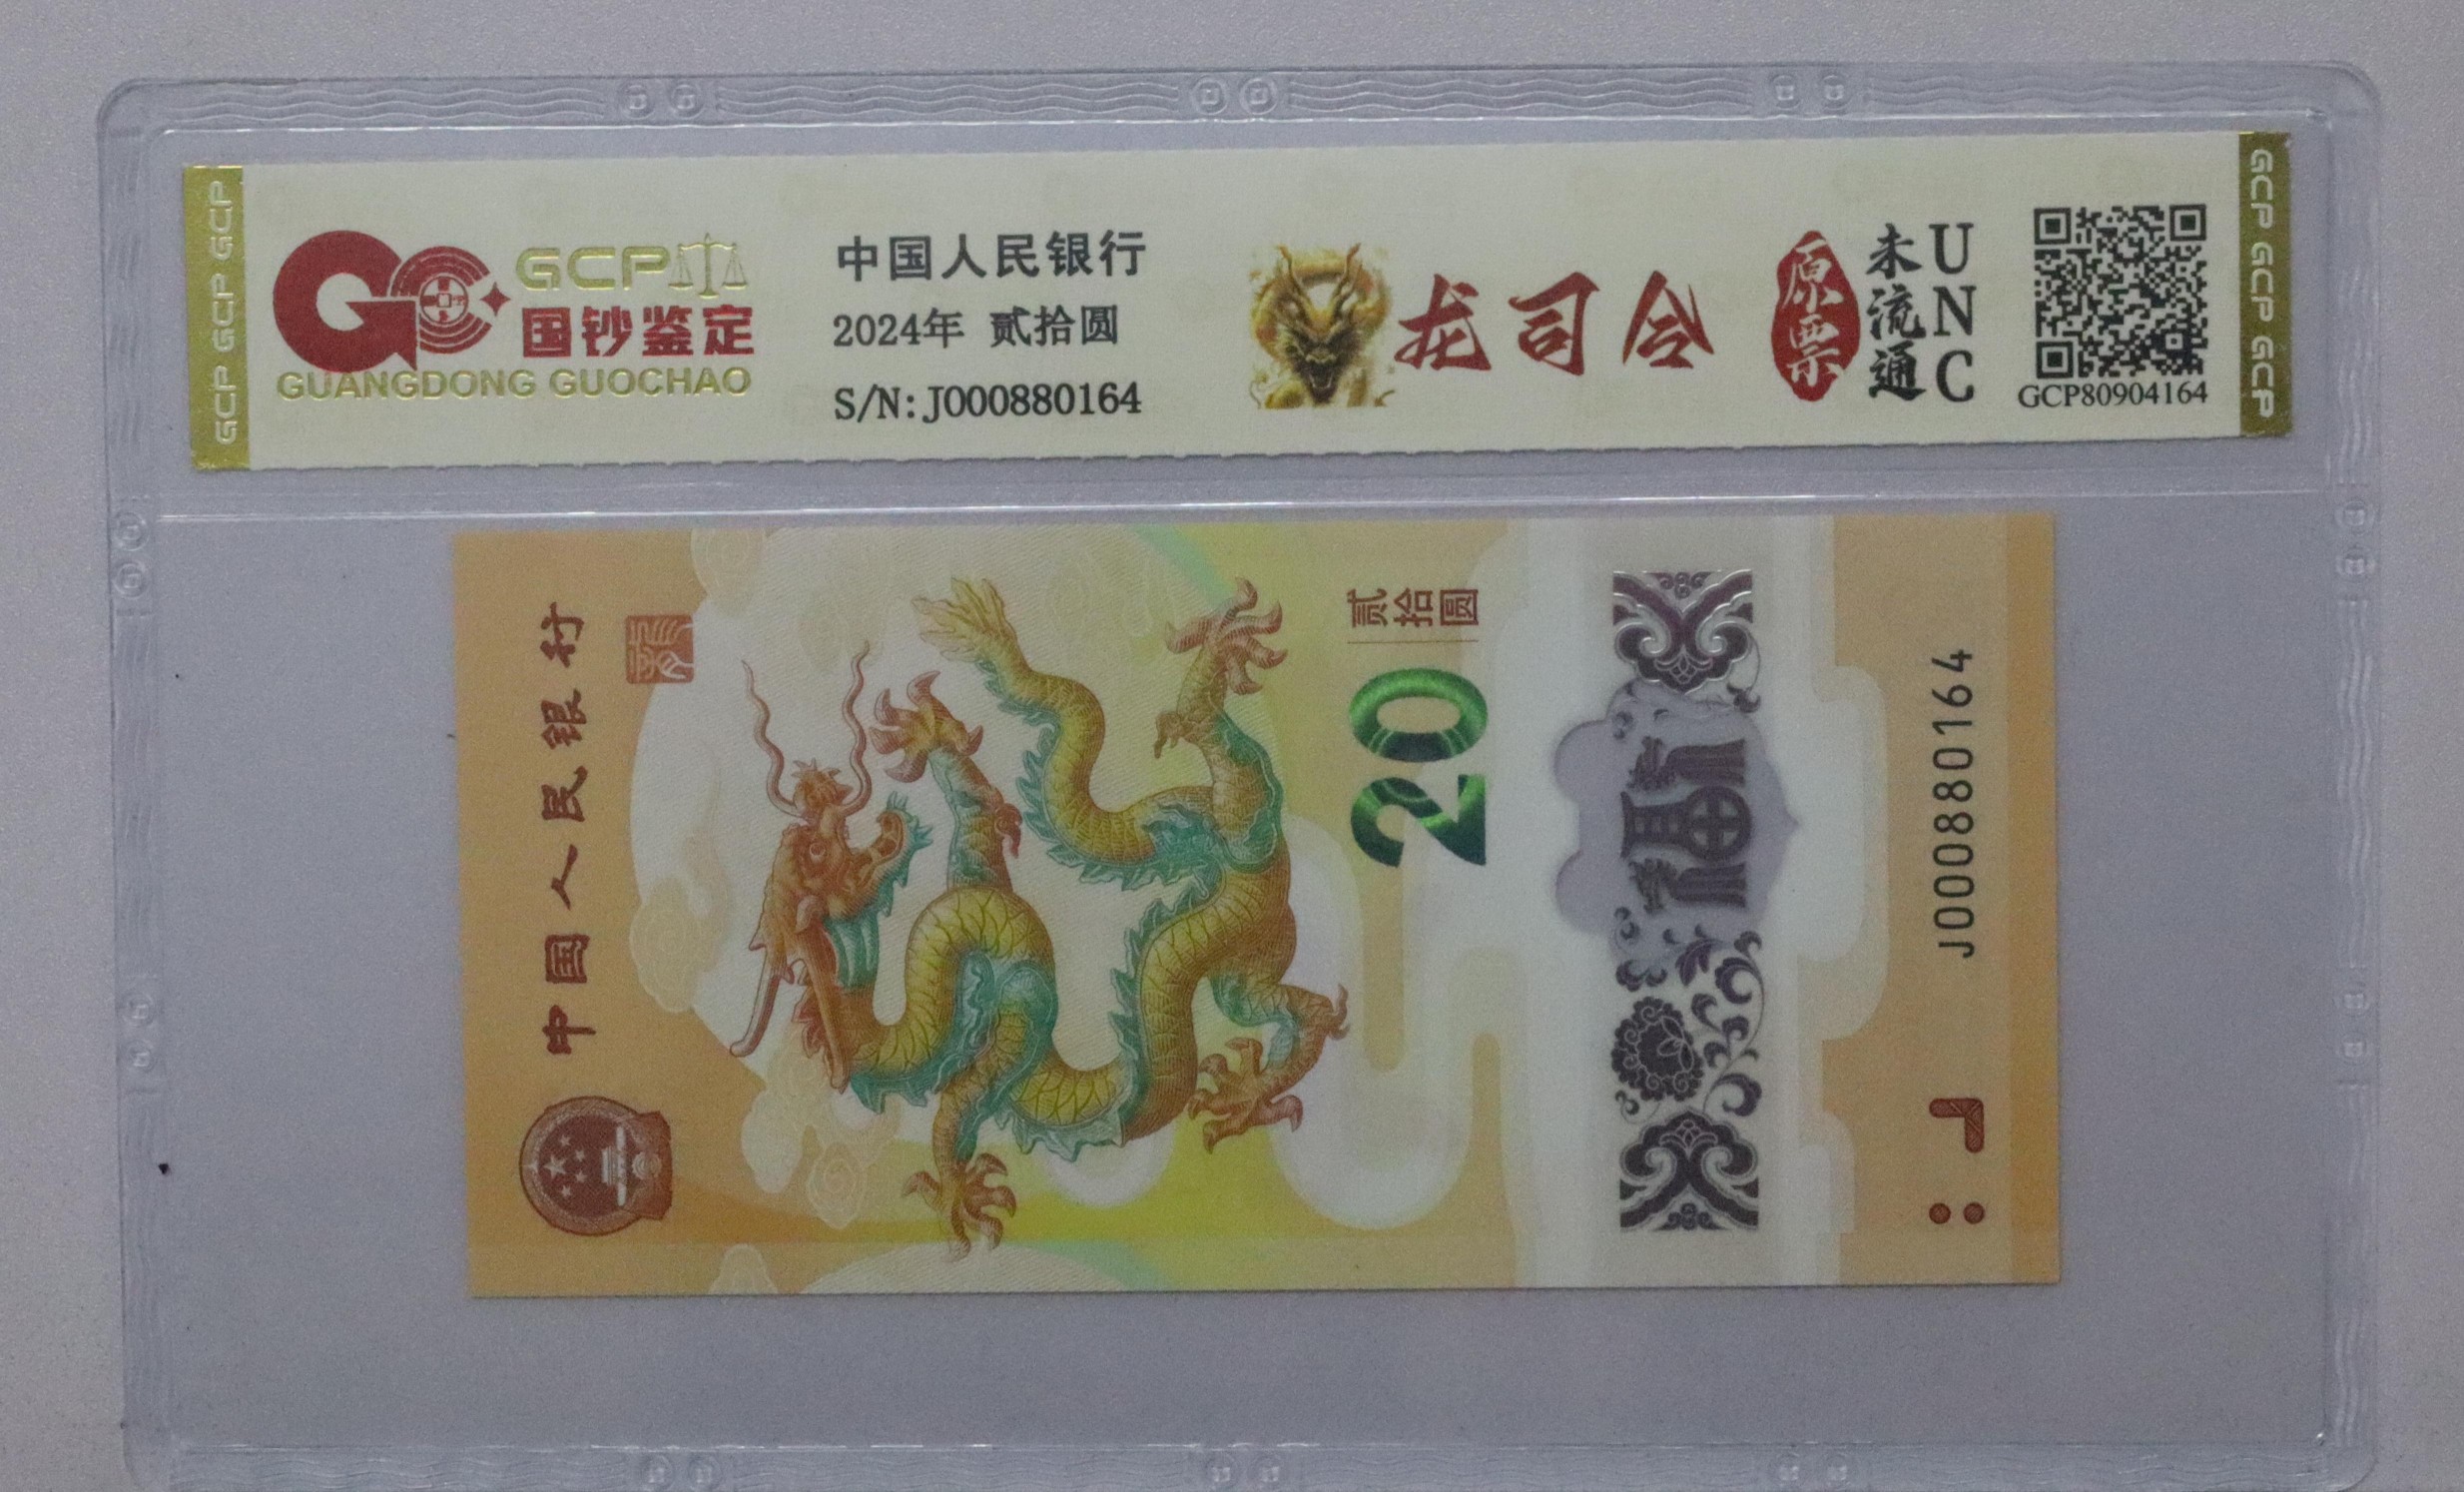 GCP GCP GCP
GCP
国钞鉴定
GUANGDONG GUOCHAO
中国人民银行
2024年 贰拾圆
S/N:J000880164
龙司令
原票
未流通
UNC
GCP80904164
GCP GCP GCP
中国人民银行
贰拾圆
20
福
J000880164